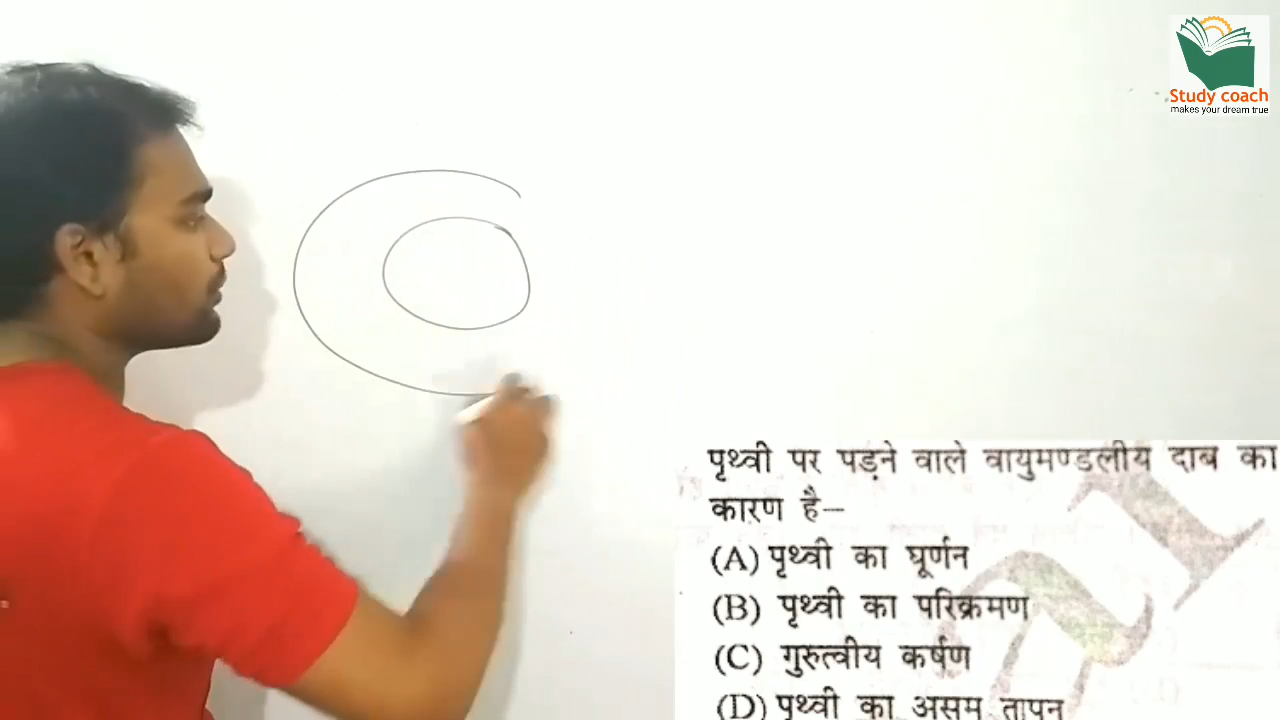 Study coach
makes your dream true
पृथ्वी पर पड़ने वाले वायुमण्डलीय दाब का
कारण है–
(A) पृथ्वी का घूर्णन
(B) पृथ्वी का परिक्रमण
(C) गुरुत्वीय कर्षण
(D) पृथ्वी का असम तापन